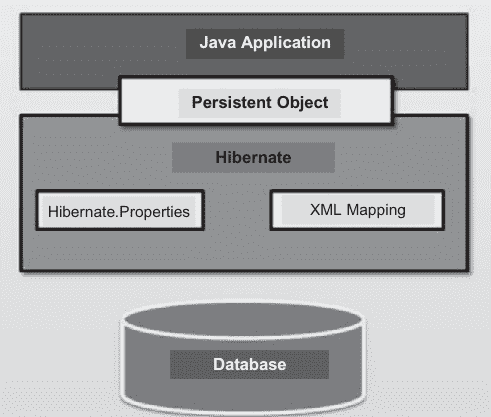 Java Application
Persistent Object
Hibernate
Hibernate.Properties
XML Mapping
Database